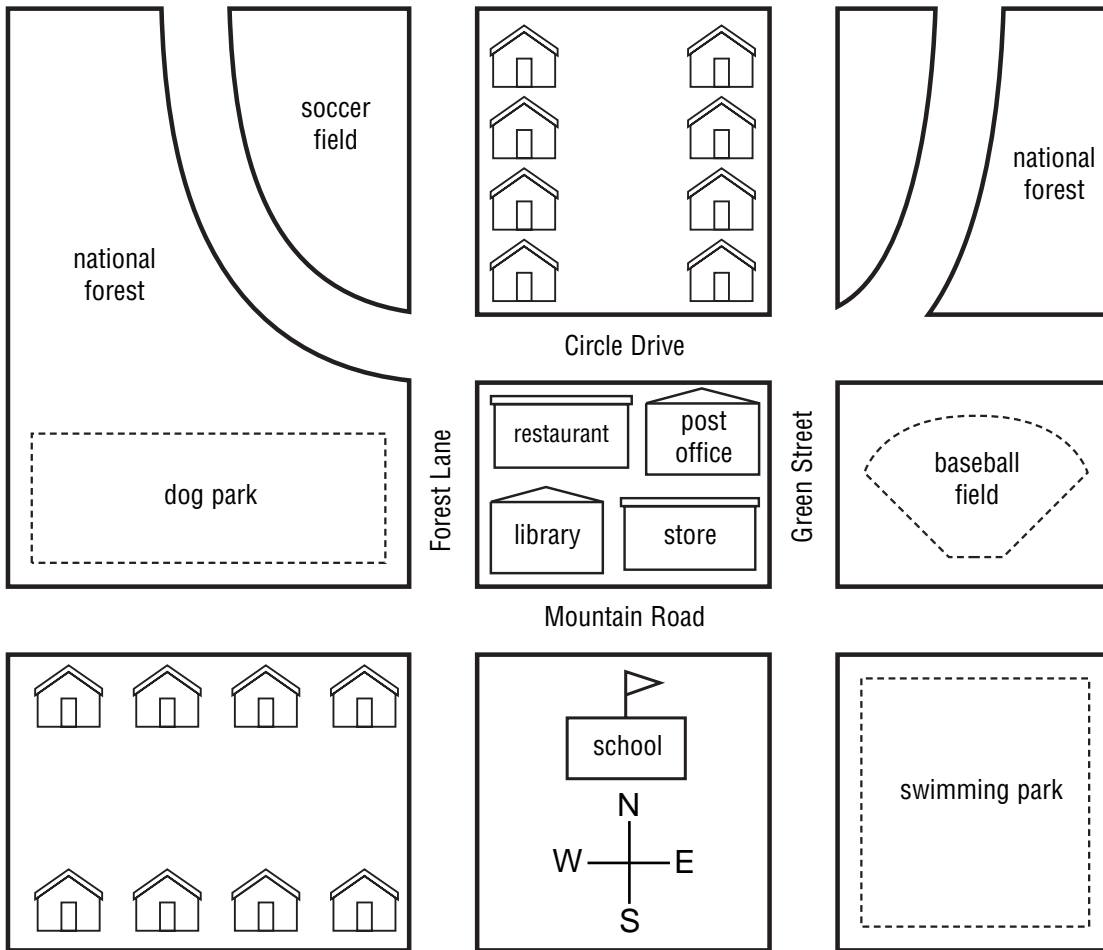 soccer
field
national
forest
national
forest
Circle Drive
restaurant
post
office
library
store
dog park
Forest Lane
Green Street
baseball
field
Mountain Road
school
N
W
E
S
swimming park